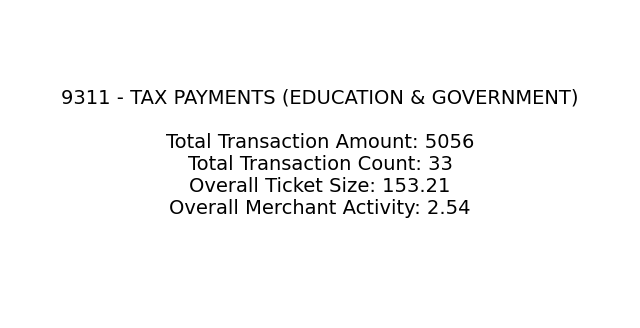 9311 - TAX PAYMENTS (EDUCATION & GOVERNMENT)
Total Transaction Amount: 5056
Total Transaction Count: 33
Overall Ticket Size: 153.21
Overall Merchant Activity: 2.54